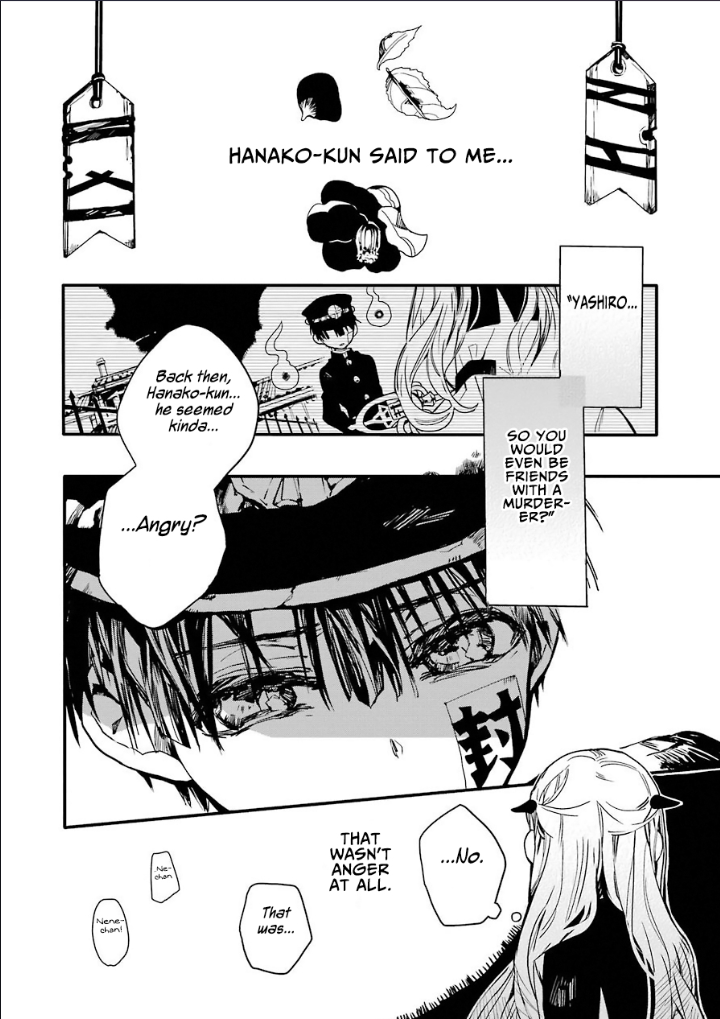 HANAKO-KUN SAID TO ME...
"YASHIRO...
SO YOU
WOULD
EVEN BE
FRIENDS
WITH A
MURDER-
ER?"
Back then,
Hanako-kun...
he seemed
kinda...
...Angry?
封
...No.
THAT
WASN'T
ANGER
AT ALL.
That
was...
..Ne-
chan
Nene-
chan!